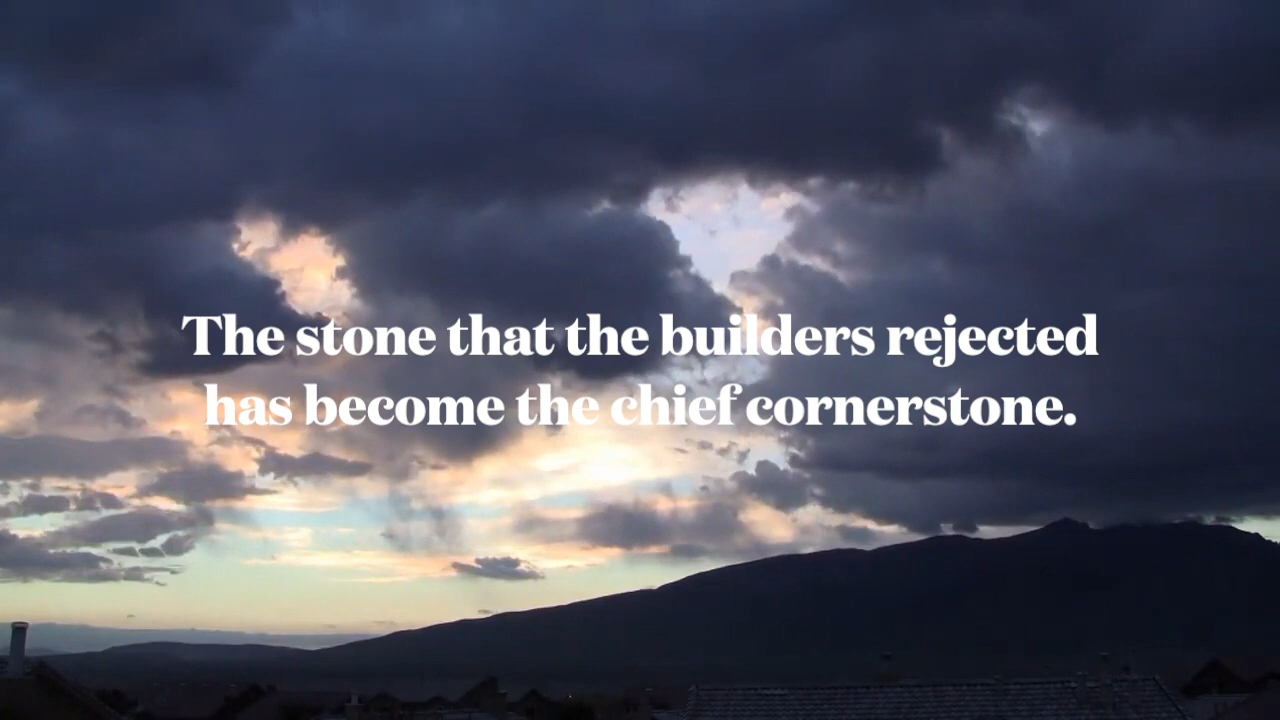 The stone that the builders rejected
has become the chief cornerstone.